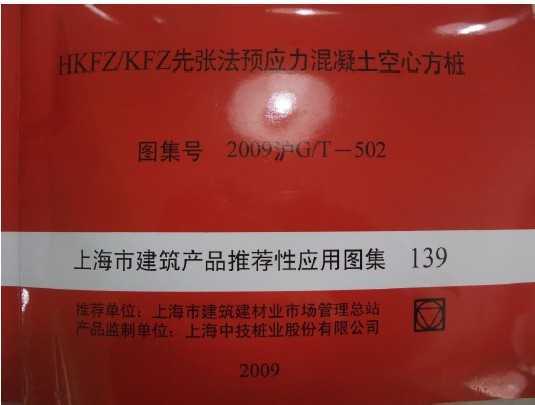 HKFZ/KFZ先张法预应力混凝土空心方桩
图集号 2009沪G/T-502
上海市建筑产品推荐性应用图集 139
推荐单位：上海市建筑建材业市场管理总站
产品监制单位：上海中技桩业股份有限公司
2009